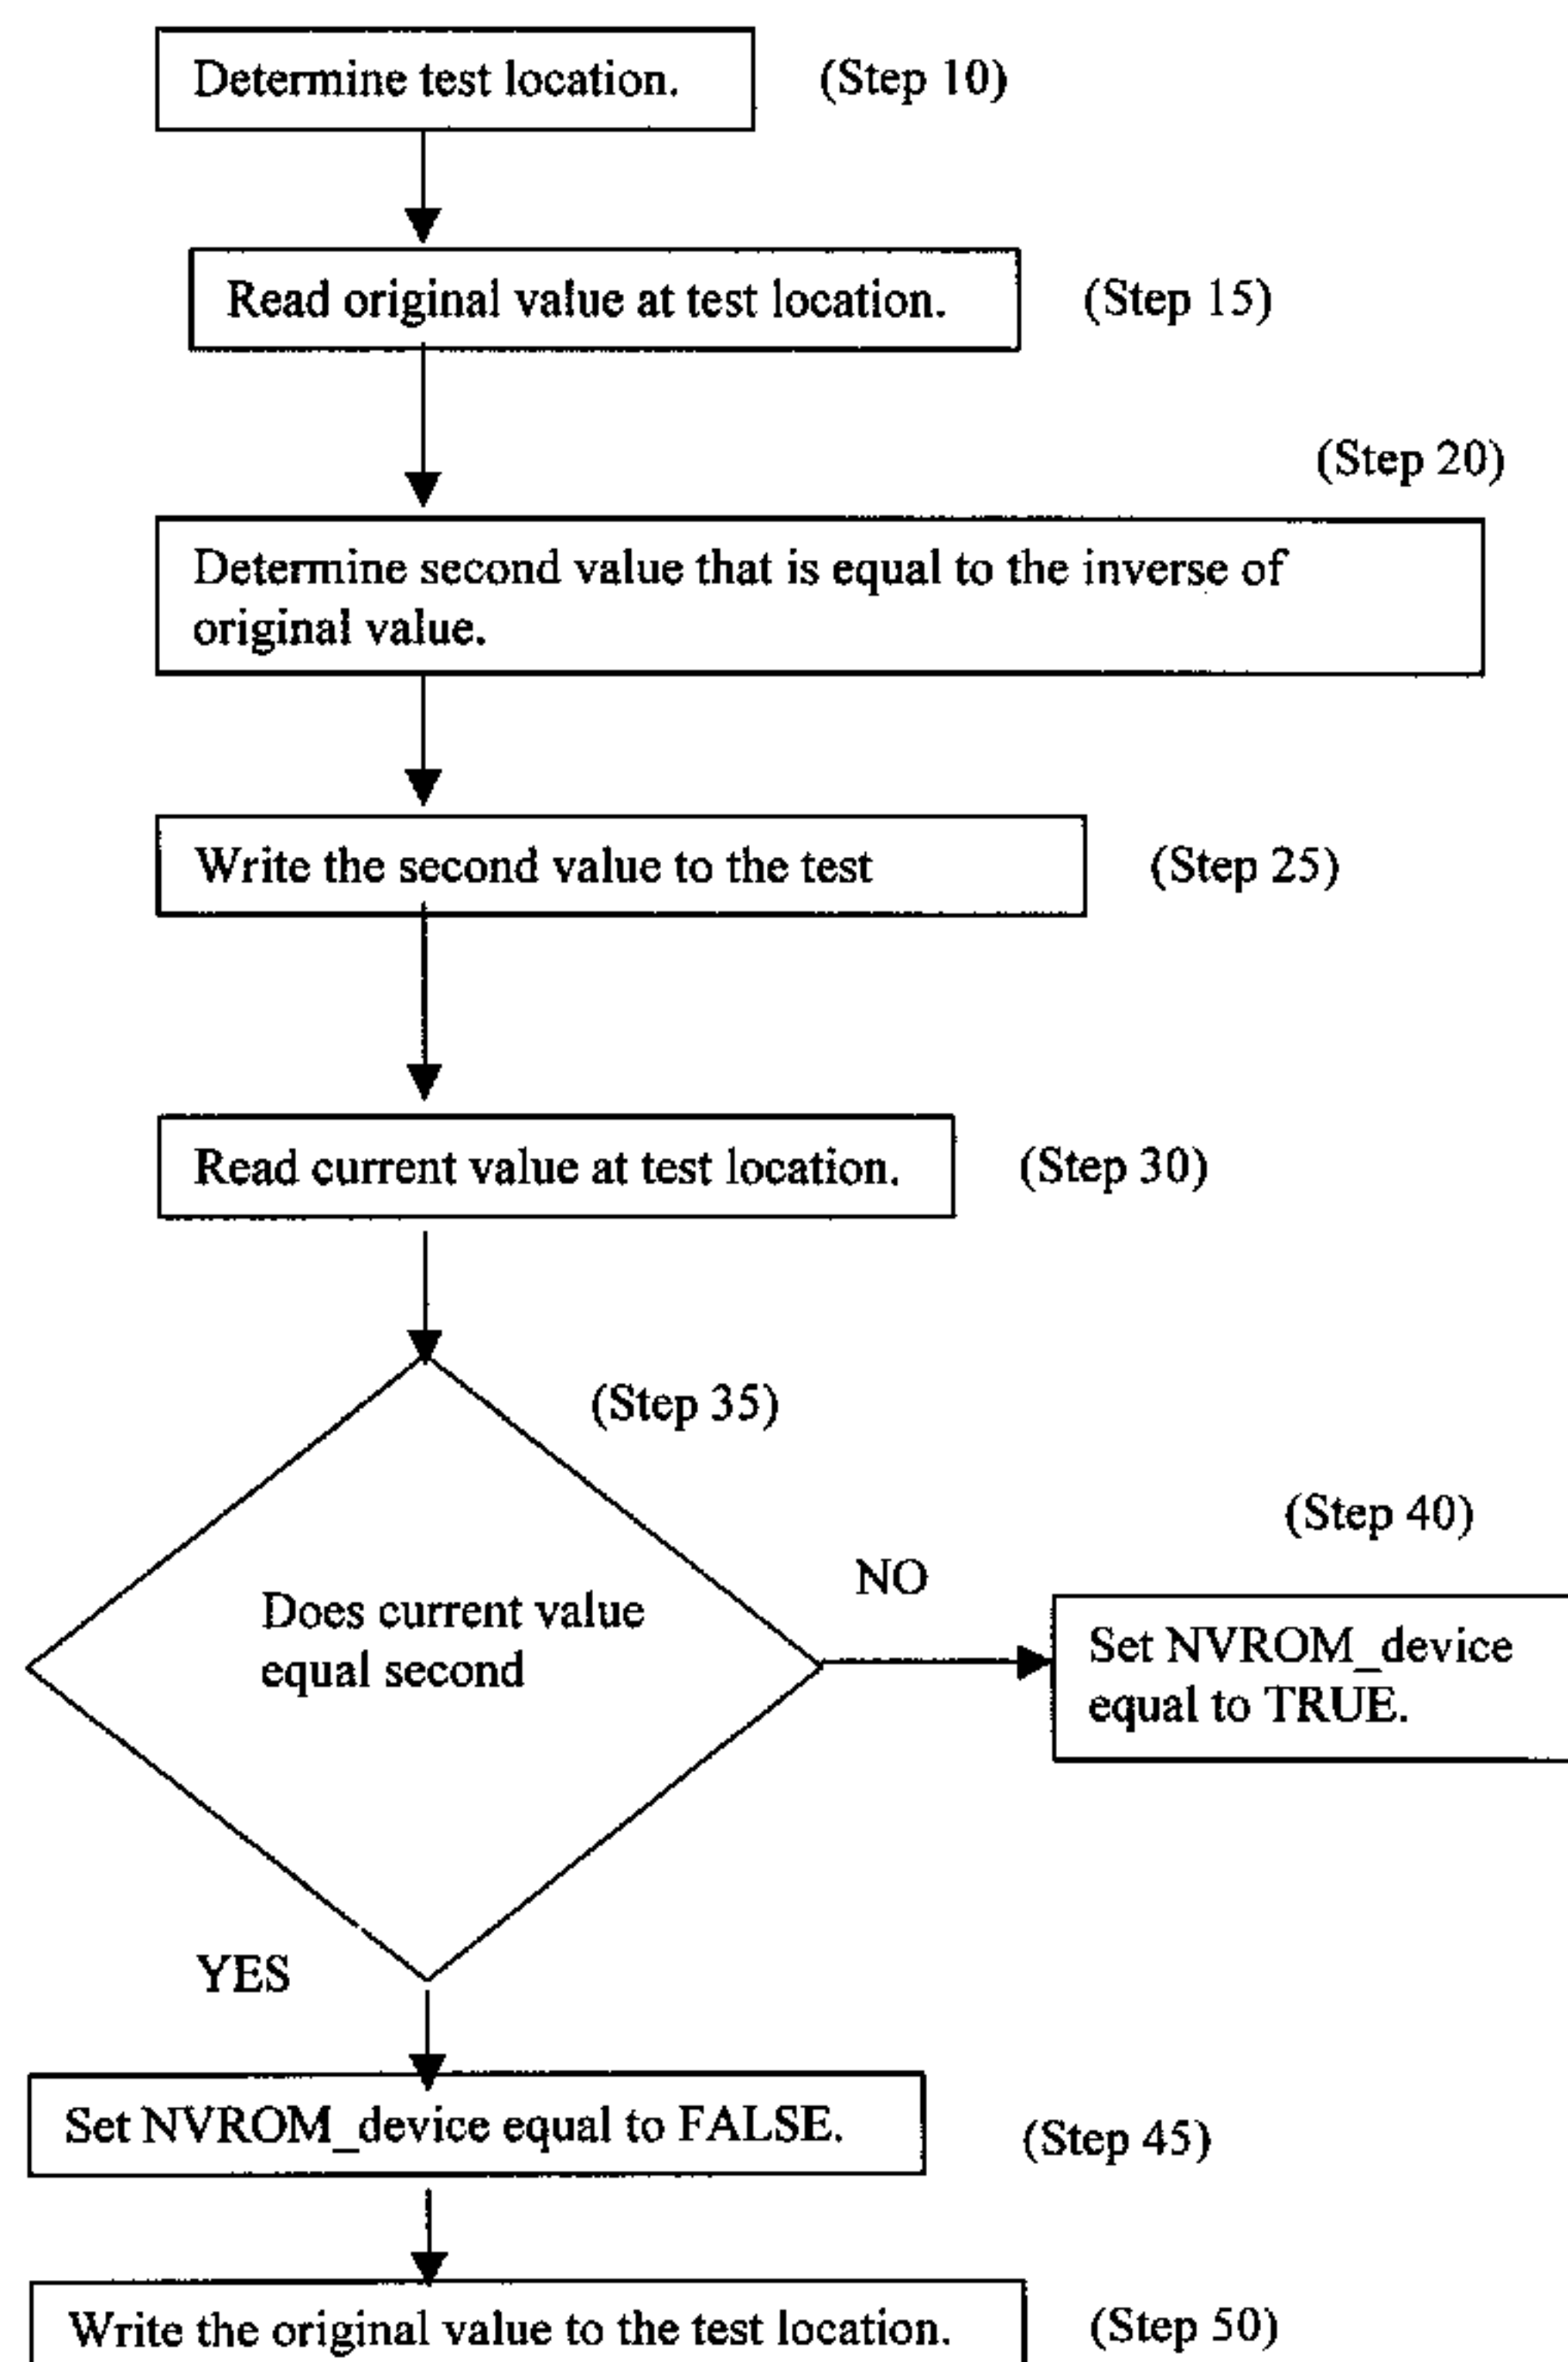 Determine test location.
(Step 10)
Read original value at test location.
(Step 15)
(Step 20)
Determine second value that is equal to the inverse of
original value.
Write the second value to the test
(Step 25)
Read current value at test location.
(Step 30)
(Step 35)
Does current value
equal second
NO
(Step 40)
Set NVROM_device
equal to TRUE.
YES
Set NVROM_device equal to FALSE.
(Step 45)
Write the original value to the test location.
(Step 50)